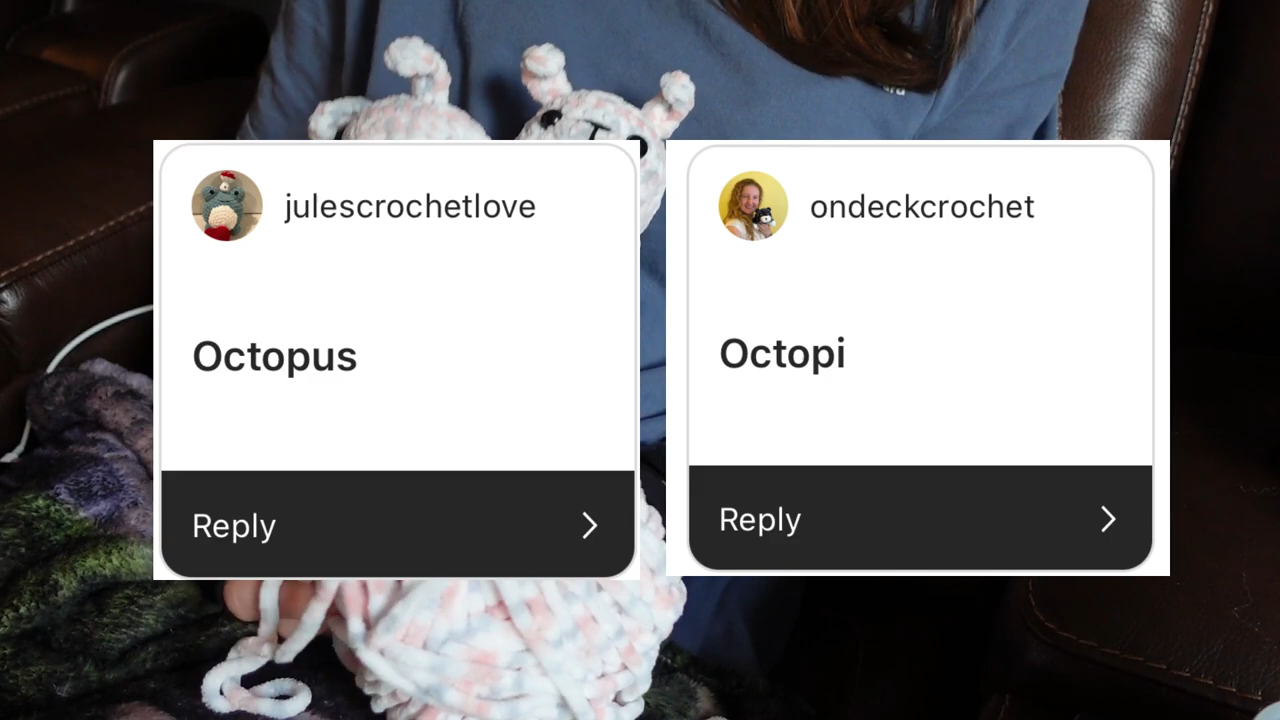 julescrochetlove
Octopus
Reply
ondeckcrochet
Octopi
Reply